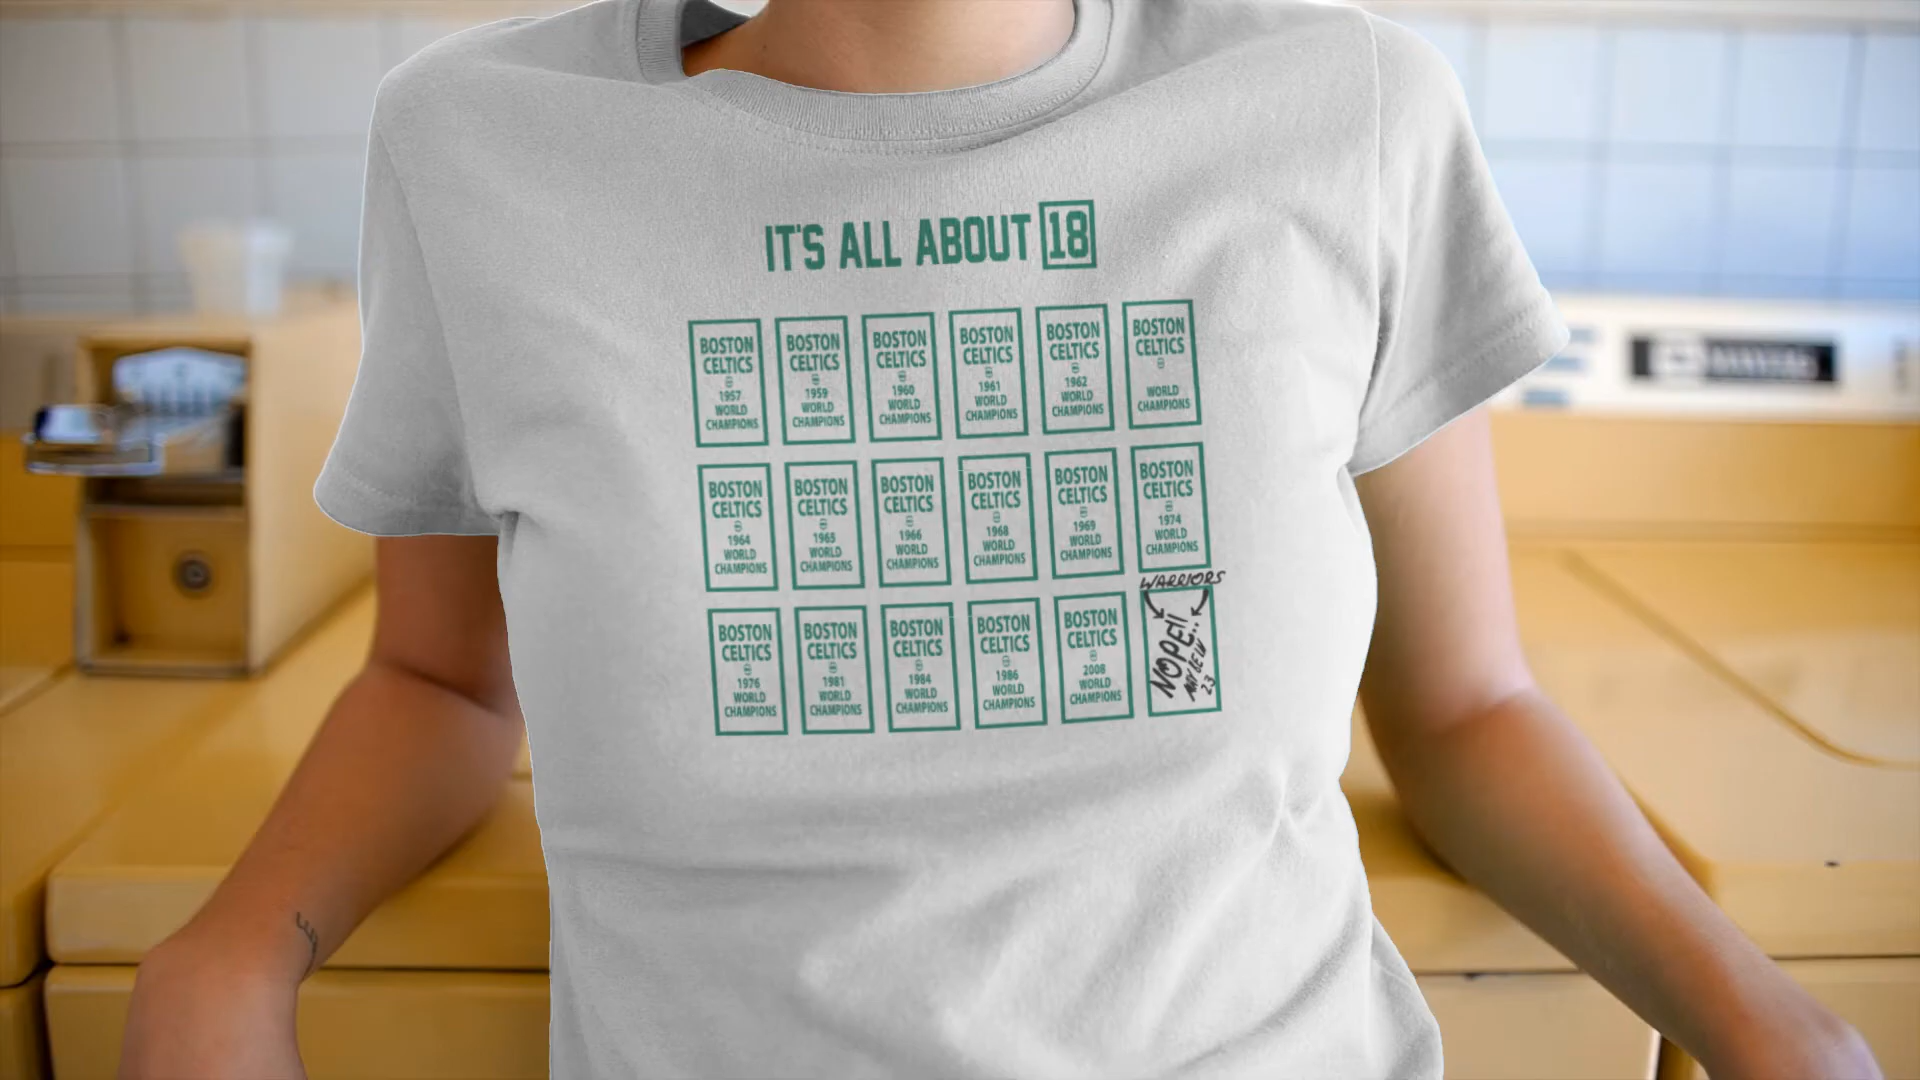 IT'S ALL ABOUT 18
BOSTON
CELTICS
1957
WORLD
CHAMPIONS
BOSTON
CELTICS
1959
WORLD
CHAMPIONS
BOSTON
CELTICS
1960
WORLD
CHAMPIONS
BOSTON
CELTICS
1961
WORLD
CHAMPIONS
BOSTON
CELTICS
1962
WORLD
CHAMPIONS
BOSTON
CELTICS
WORLD
CHAMPIONS
BOSTON
CELTICS
1964
WORLD
CHAMPIONS
BOSTON
CELTICS
1965
WORLD
CHAMPIONS
BOSTON
CELTICS
1966
WORLD
CHAMPIONS
BOSTON
CELTICS
1968
WORLD
CHAMPIONS
BOSTON
CELTICS
1969
WORLD
CHAMPIONS
BOSTON
CELTICS
1974
WORLD
CHAMPIONS
BOSTON
CELTICS
1976
WORLD
CHAMPIONS
BOSTON
CELTICS
1981
WORLD
CHAMPIONS
BOSTON
CELTICS
1984
WORLD
CHAMPIONS
BOSTON
CELTICS
1986
WORLD
CHAMPIONS
BOSTON
CELTICS
2008
WORLD
CHAMPIONS
WARRIORS
NOPE!!
23